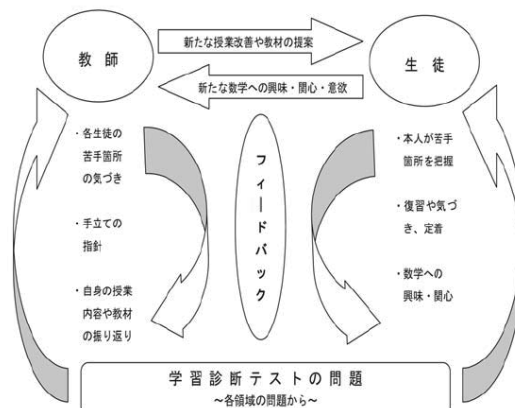 教師
新たな授業改善や教材の提案
生徒
新たな数学への興味・関心・意欲
・各生徒の
苦手箇所
の気づき
・手立ての
指針
・自身の授業
内容や教材
の振り返り
フィードバック
・本人が苦手
箇所を把握
・復習や気づ
き、定着
・数学への
興味・関心
学習診断テストの問題
~各領域の問題から~